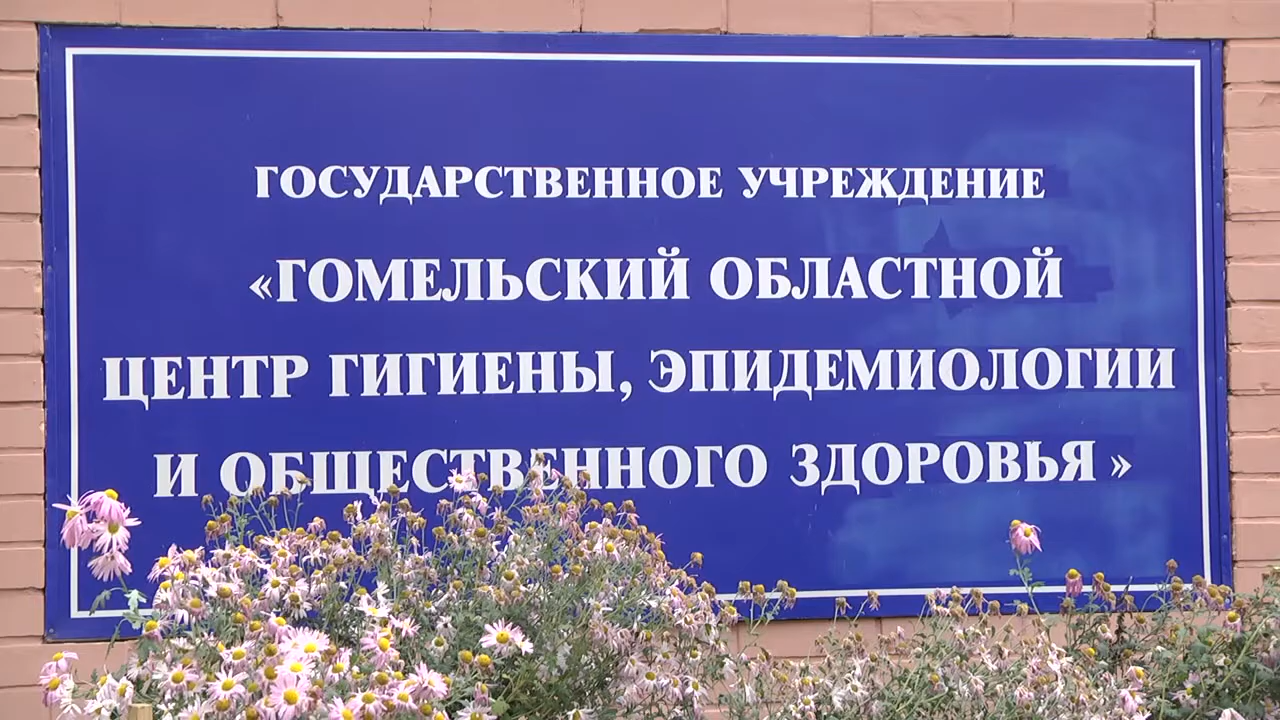 ГОСУДАРСТВЕННОЕ УЧРЕЖДЕНИЕ
«ГОМЕЛЬСКИЙ ОБЛАСТНОЙ
ЦЕНТР ГИГИЕНЫ, ЭПИДЕМИОЛОГИИ
И ОБЩЕСТВЕННОГО ЗДОРОВЬЯ»